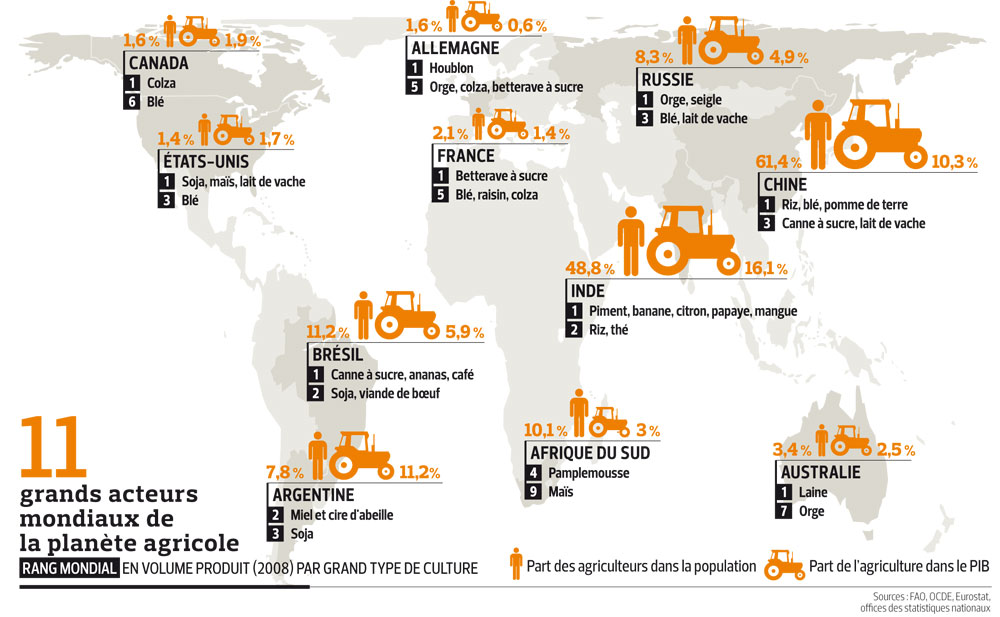 1,6 % 1,9 %
CANADA
1 Colza
6 Blé
1,6 % 0,6 %
ALLEMAGNE
1 Houblon
5 Orge, colza, betterave à sucre
8,3 % 4,9 %
RUSSIE
1 Orge, seigle
3 Blé, lait de vache
1,4 % 1,7 %
ÉTATS-UNIS
1 Soja, maïs, lait de vache
3 Blé
2,1 % 1,4 %
FRANCE
1 Betterave à sucre
5 Blé, raisin, colza
61,4 % 10,3 %
CHINE
1 Riz, blé, pomme de terre
3 Canne à sucre, lait de vache
48,8 % 16,1 %
INDE
1 Piment, banane, citron, papaye, mangue
2 Riz, thé
11,2 % 5,9 %
BRÉSIL
1 Canne à sucre, ananas, café
2 Soja, viande de bœuf
10,1 % 3 %
AFRIQUE DU SUD
4 Pamplemousse
9 Maïs
3,4 % 2,5 %
AUSTRALIE
1 Laine
7 Orge
7,8 % 11,2%
ARGENTINE
2 Miel et cire d'abeille
3 Soja
11
grands acteurs
mondiaux de
la planète agricole
RANG MONDIAL EN VOLUME PRODUIT (2008) PAR GRAND TYPE DE CULTURE
Part des agriculteurs dans la population Part de l'agriculture dans le PIB
Sources : FAO, OCDE, Eurostat,
offices des statistiques nationaux